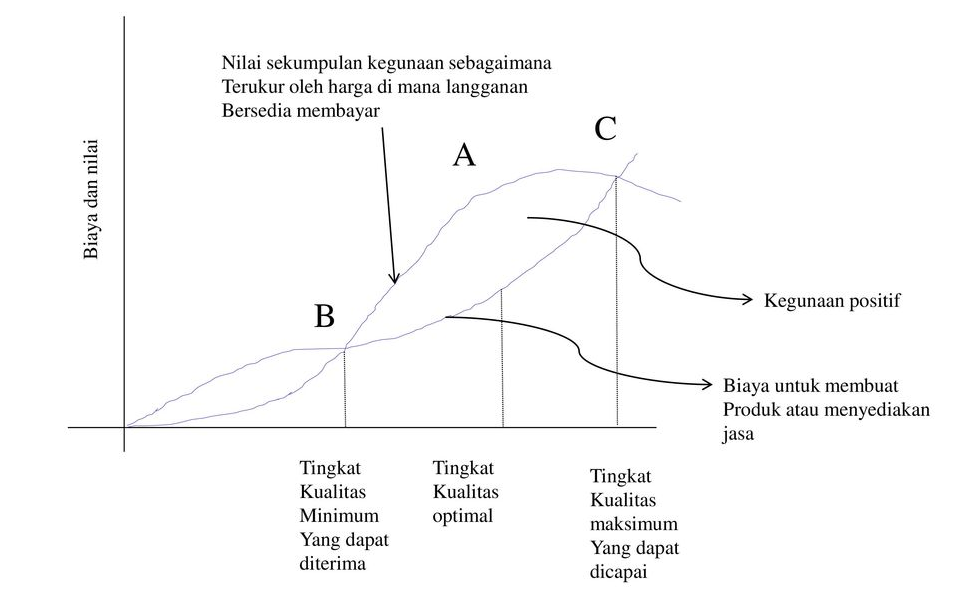 Nilai sekumpulan kegunaan sebagaimana
Terukur oleh harga di mana langganan
Bersedia membayar
C
A
Biaya dan nilai
B
Kegunaan positif
Biaya untuk membuat
Produk atau menyediakan
jasa
Tingkat
Kualitas
Minimum
Yang dapat
diterima
Tingkat
Kualitas
optimal
Tingkat
Kualitas
maksimum
Yang dapat
dicapai